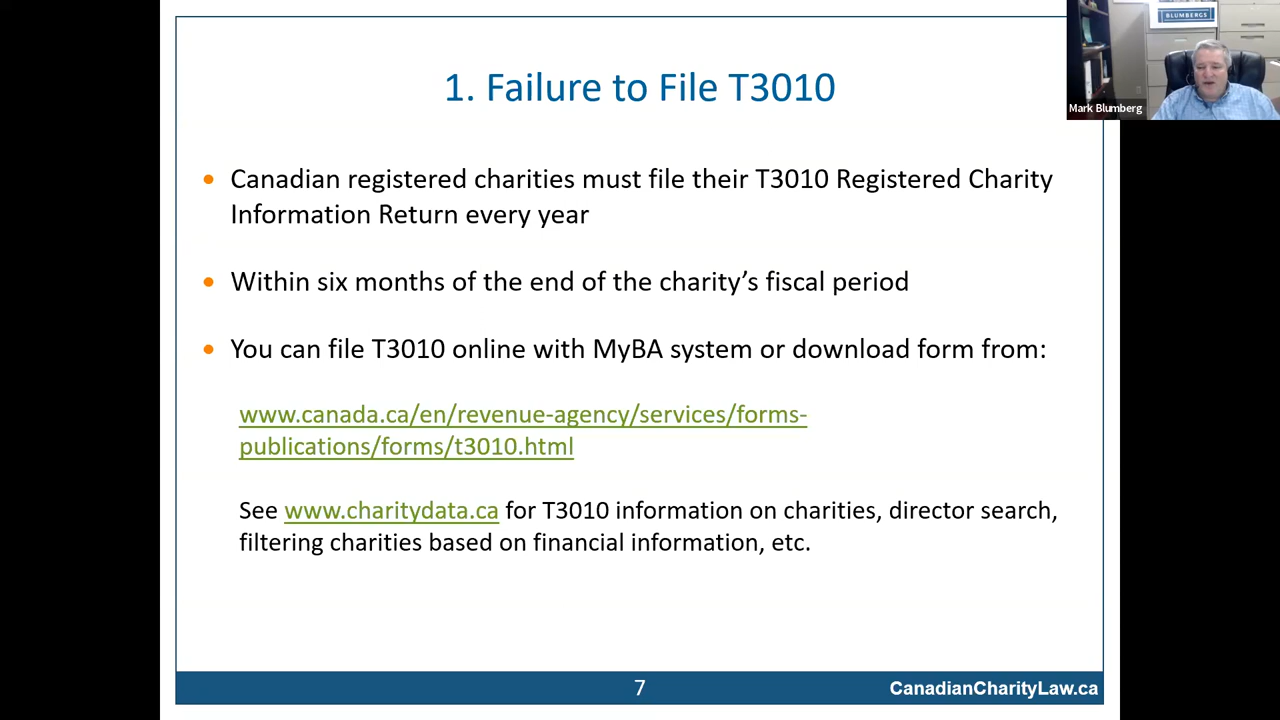 BLUMBERGS
Mark Blumberg
1. Failure to File T3010
• Canadian registered charities must file their T3010 Registered Charity
Information Return every year
• Within six months of the end of the charity’s fiscal period
• You can file T3010 online with MyBA system or download form from:
www.canada.ca/en/revenue-agency/services/forms-
publications/forms/t3010.html
See www.charitydata.ca for T3010 information on charities, director search,
filtering charities based on financial information, etc.
7
CanadianCharityLaw.ca